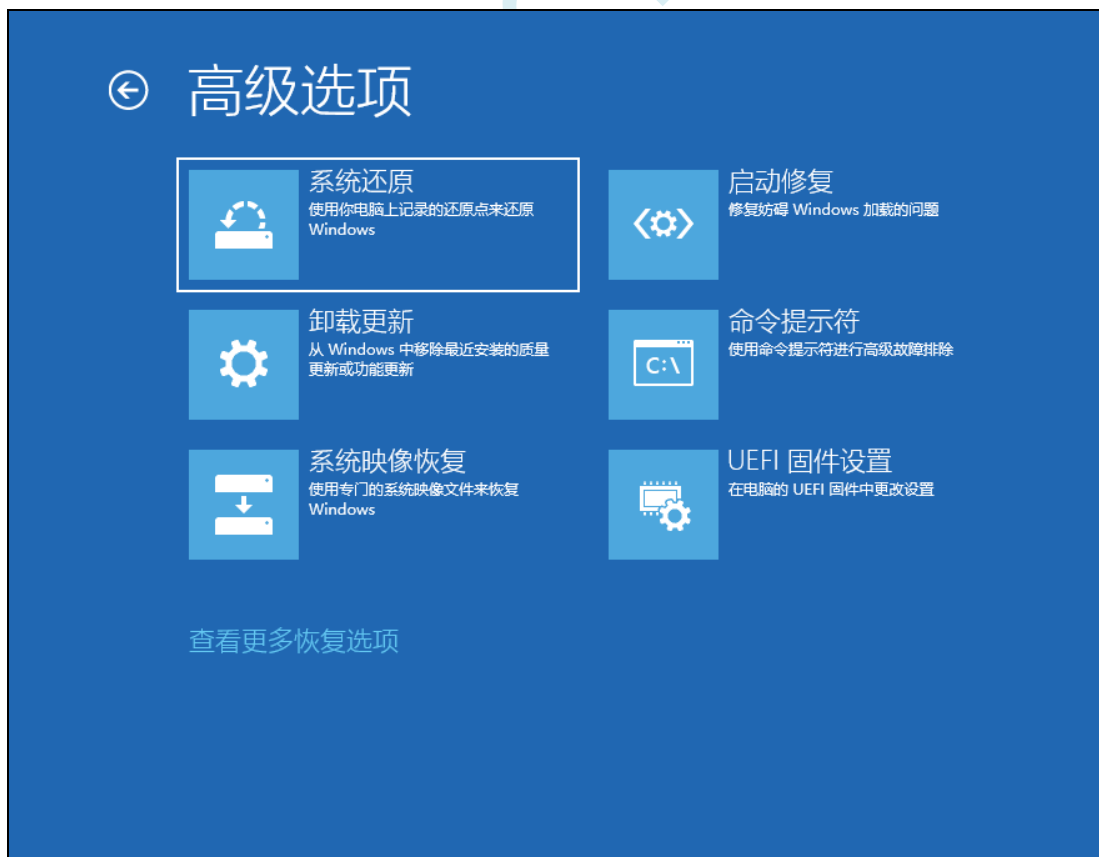 高级选项
系统还原
使用你电脑上记录的还原点来还原
Windows
启动修复
修复妨碍 Windows 加载的问题
卸载更新
从 Windows 中移除最近安装的质量
更新或功能更新
命令提示符
使用命令提示符进行高级故障排除
C:\
系统映像恢复
使用专门的系统映像文件来恢复
Windows
UEFI 固件设置
在电脑的 UEFI 固件中更改设置
查看更多恢复选项